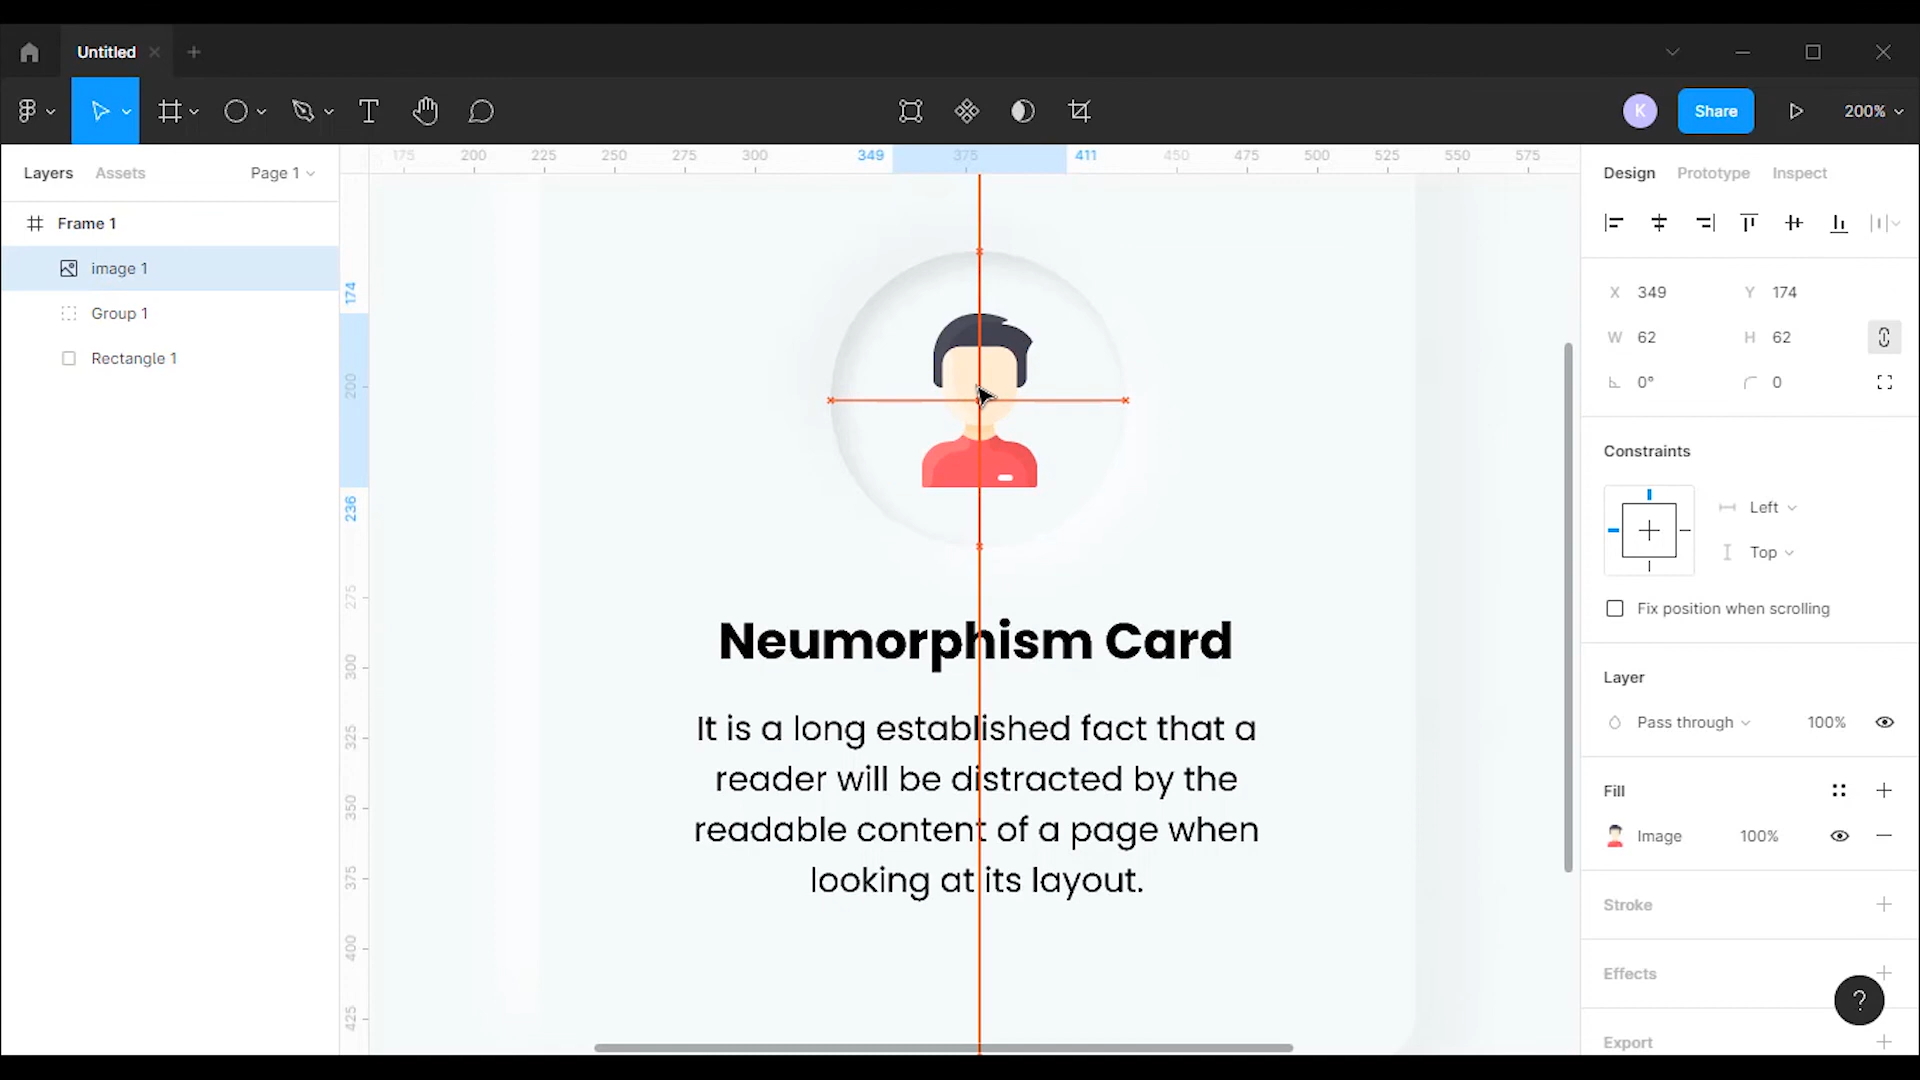 Untitled
T
K
Share
200%
Layers
Assets
Page 1
175
200
225
250
275
300
349
375
411
450
475
500
525
550
575
Design
Prototype
Inspect
Frame 1
image 1
Group 1
Rectangle 1
174
200
236
275
300
325
350
375
400
425
X 349
Y 174
W 62
H 62
0°
0
Constraints
Left
Top
Fix position when scrolling
Layer
Pass through
100%
Fill
Image
100%
Stroke
Effects
?
Export
Neumorphism Card
It is a long established fact that a
reader will be distracted by the
readable content of a page when
looking at its layout.